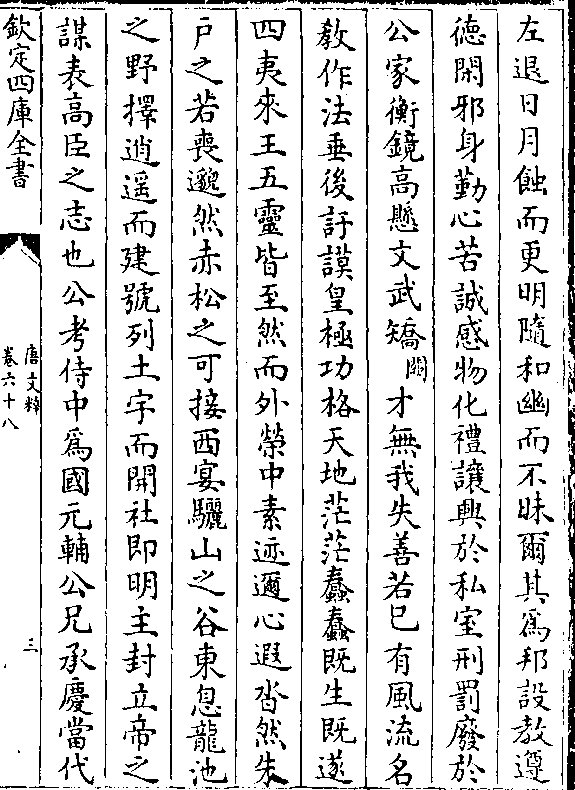 左退日月蝕而更明隨和幽而不昧爾其爲邦設教遵
德閑邪身勤心苦誠感物化禮讓興於私室刑罰廢於
公家衡鏡高懸文武矯闕才無我失善若已有風流名
教作法垂後訏謨皇極功格天地茫茫蠢蠢既生既遂
四夷來王五靈皆至然而外榮中素迹邇心遐沓然朱
戸之若喪邈然赤松之可接西宴驪山之谷東息龍池
之野擇逍遥而建號列土字而開社即明主封立帝之
謀表高臣之志也公考侍中爲國元輔公兄承慶當代
欽定四庫全書
唐文粹
卷六十八
三